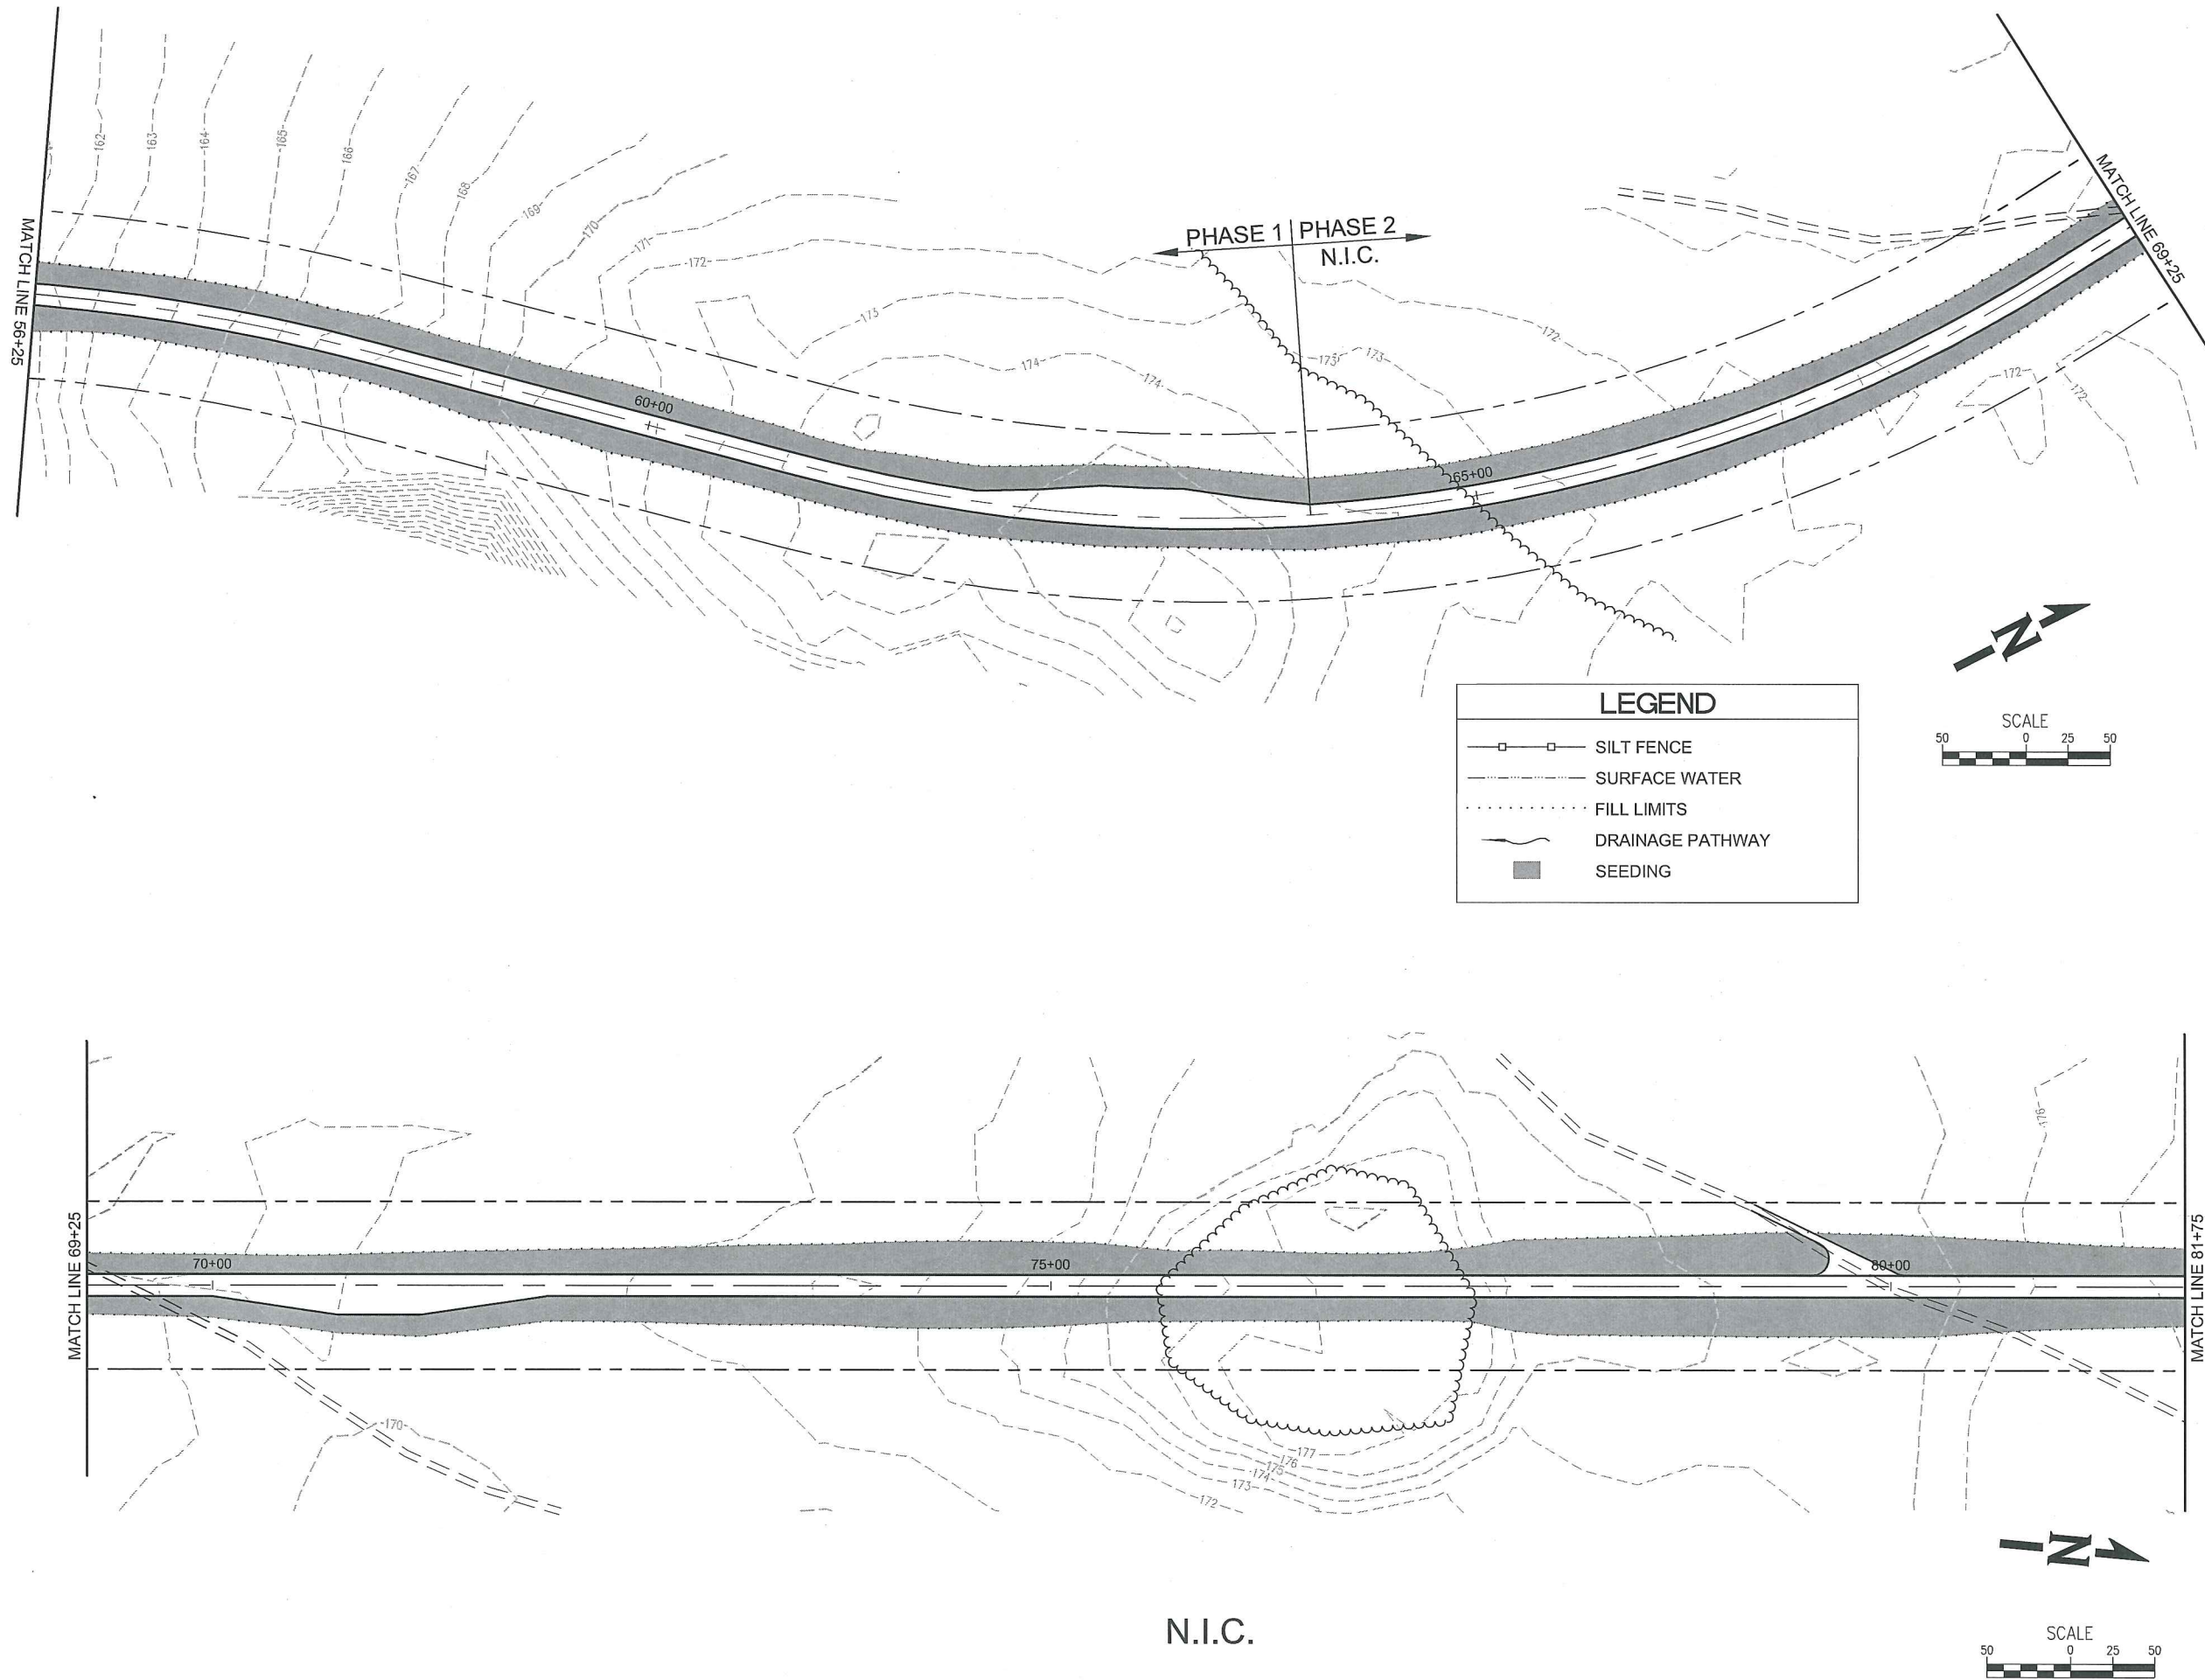 -162-
-163-
-164-
-165-
-166-
-167-
-168-
-169-
-170-
-171-
-172-
-173-
-174-
-174-
-173-
-173-
-172-
-172-
-172-
MATCH LINE 56+25
60+00
PHASE 1 PHASE 2
N.I.C.
65+00
MATCH LINE 69+25
N
SCALE
50 0 25 50
LEGEND
SILT FENCE
SURFACE WATER
FILL LIMITS
DRAINAGE PATHWAY
SEEDING
MATCH LINE 69+25
70+00
75+00
80+00
-176-
MATCH LINE 81+75
-170-
-177-
-176-
-175-
-174-
-173-
-172-
N
N.I.C.
SCALE
50 0 25 50